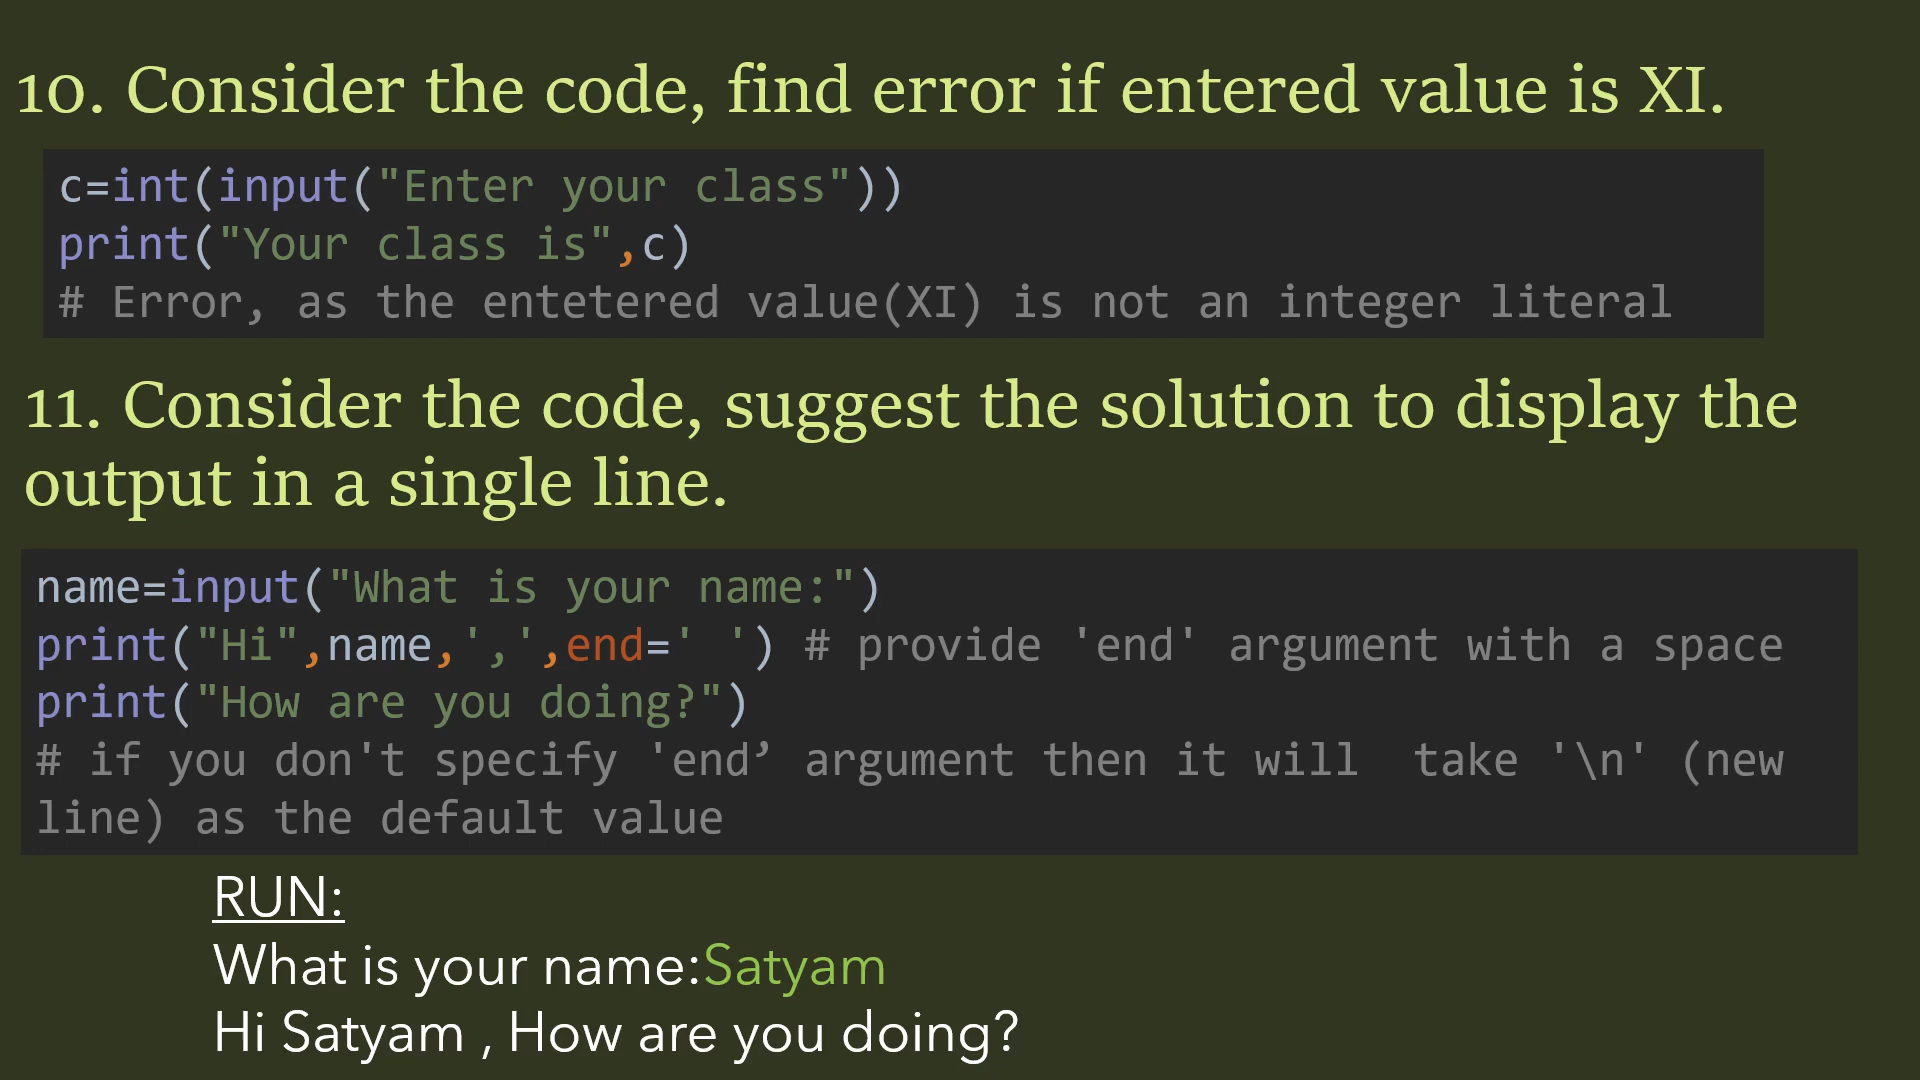 10. Consider the code, find error if entered value is XI.
c=int(input("Enter your class"))
print("Your class is",c)
# Error, as the entetered value(XI) is not an integer literal
11. Consider the code, suggest the solution to display the
output in a single line.
name=input("What is your name:")
print("Hi",name,',',end=' ') # provide 'end' argument with a space
print("How are you doing?")
# if you don't specify 'end’ argument then it will  take '\n' (new
line) as the default value
RUN:
What is your name:Satyam
Hi Satyam , How are you doing?